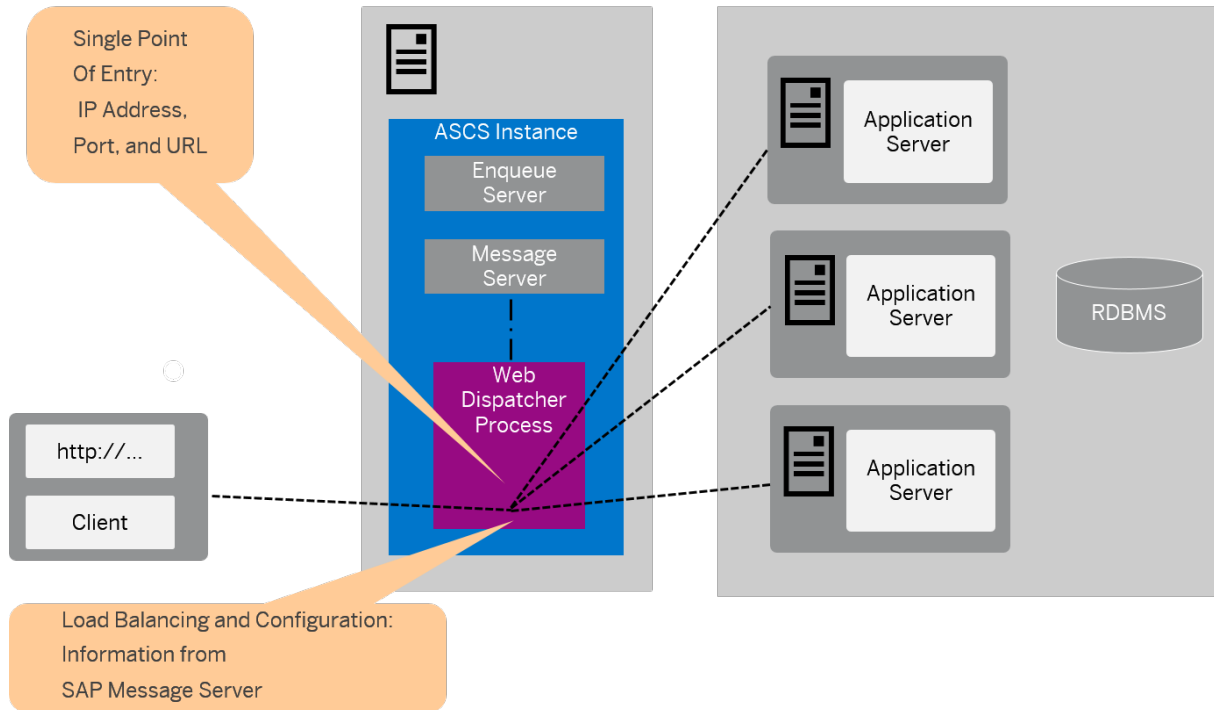 Single Point
Of Entry:
IP Address,
Port, and URL
ASCS Instance
Enqueue
Server
Message
Server
Web
Dispatcher
Process
http://...
Client
Load Balancing and Configuration:
Information from
SAP Message Server
Application
Server
Application
Server
Application
Server
RDBMS